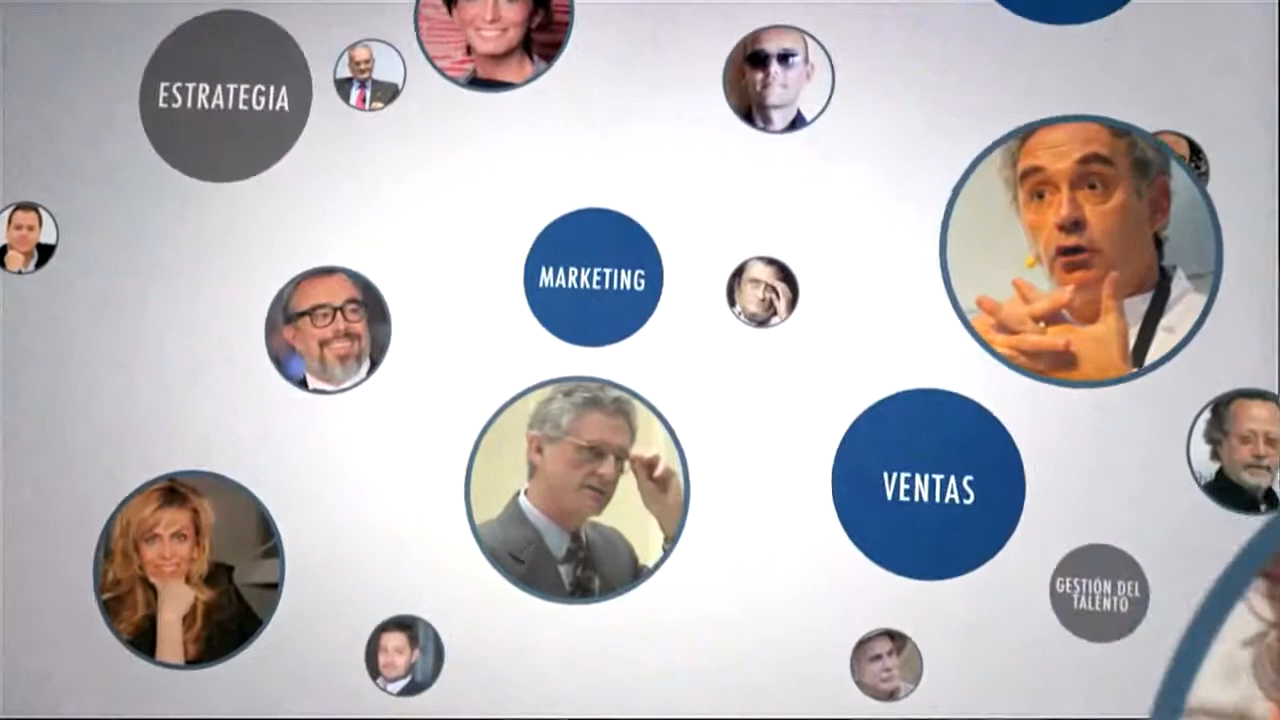 ESTRATEGIA
MARKETING
VENTAS
GESTIÓN DEL
TALENTO